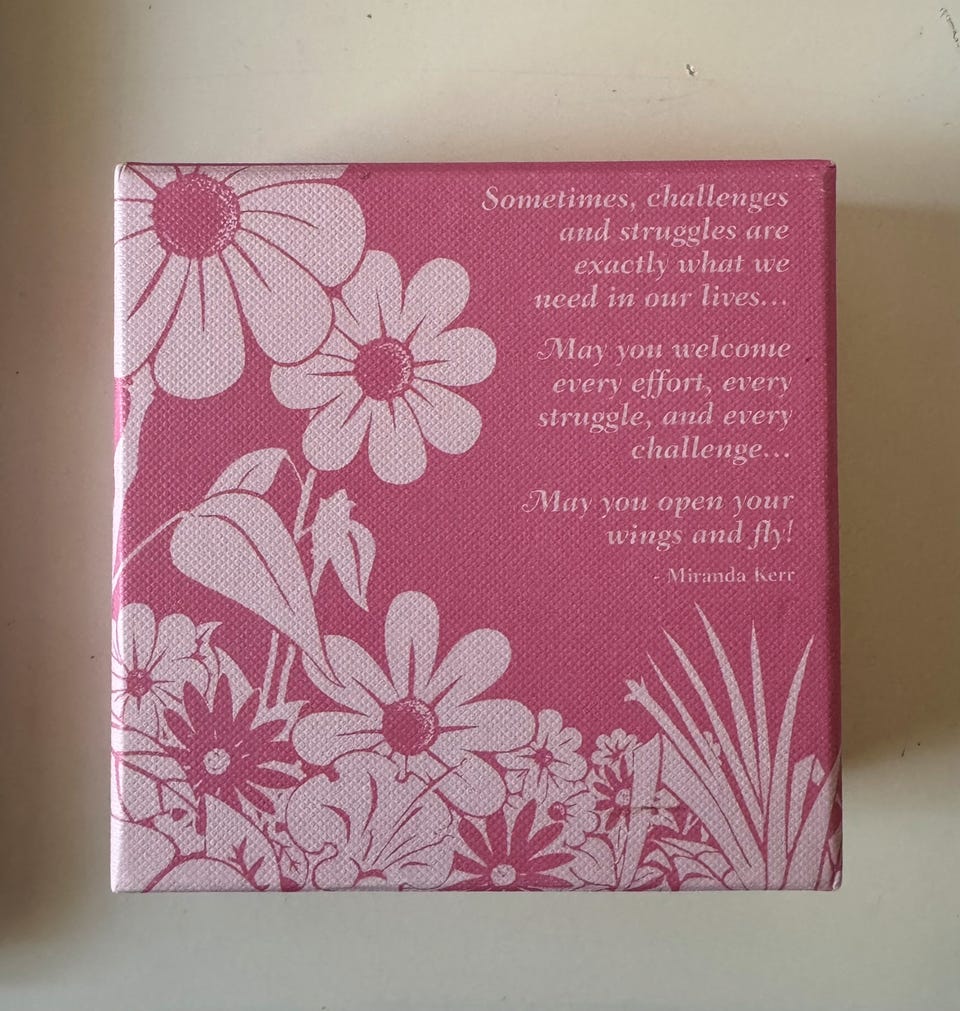 Sometimes, challenges
and struggles are
exactly what we
need in our lives...
May you welcome
every effort, every
struggle, and every
challenge...
May you open your
wings and fly!
- Miranda Kerr